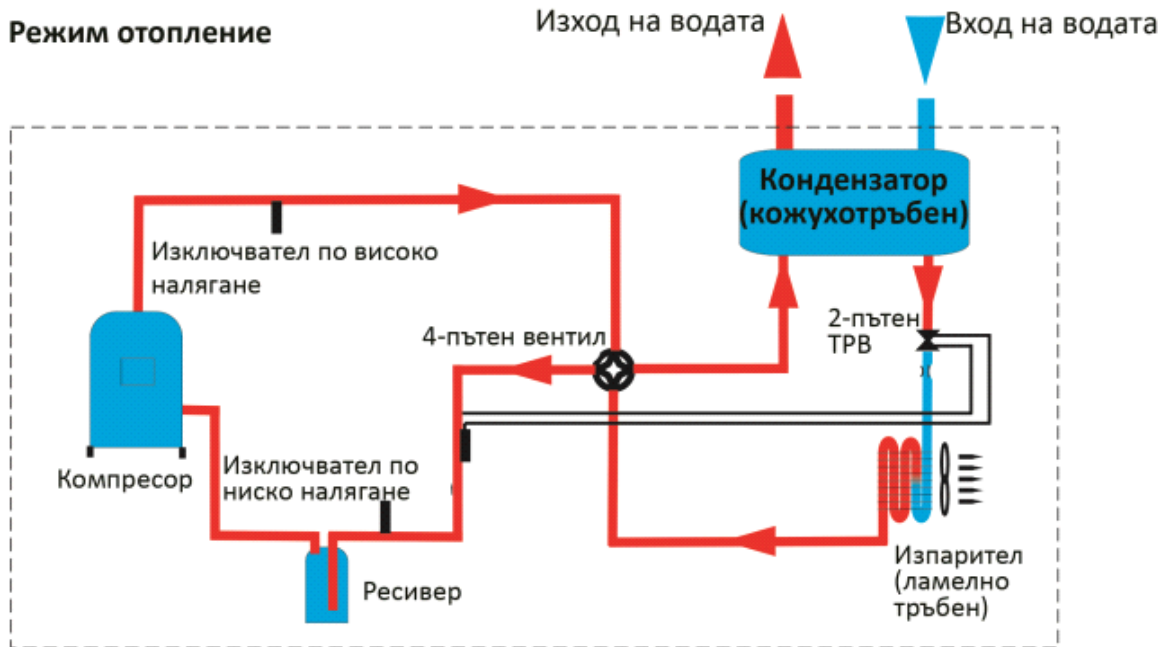 Режим отопление
Изход на водата
Вход на водата
Кондензатор
(кожухотръбен)
Изключвател по високо
налягане
4-пътен вентил
2-пътен
ТРВ
Компресор
Изключвател по
ниско налягане
Ресивер
Изпарител
(ламелно
тръбен)